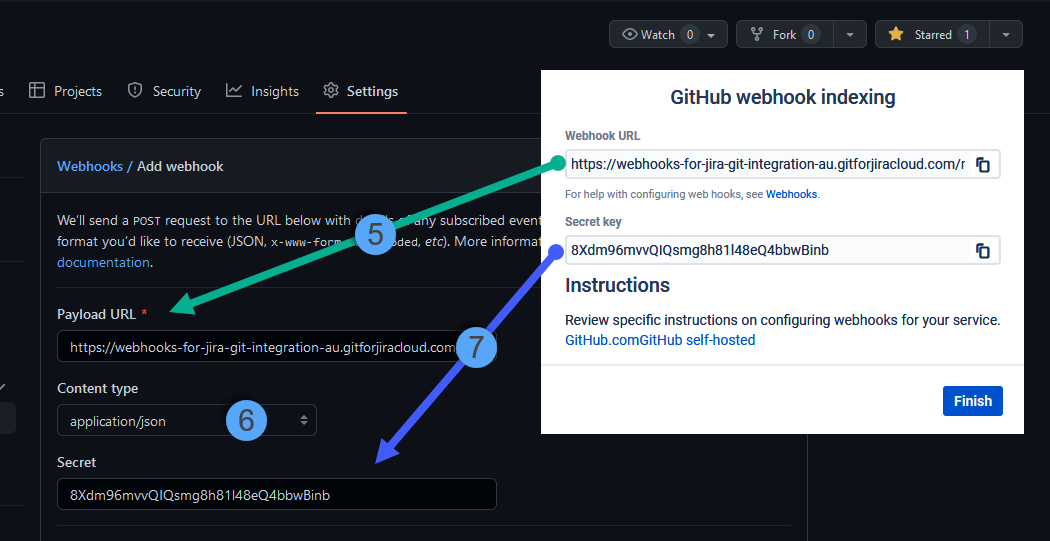 Watch 0
Fork 0
Starred 1
Projects
Security
Insights
Settings
Webhooks / Add webhook
We'll send a POST request to the URL below with of any subscribed event
format you'd like to receive (JSON, x-www-form etc). More informat
documentation.
5
Payload URL *
https://webhooks-for-jira-git-integration-au.gitforjiracloud.com
7
Content type
application/json
6
Secret
8Xdm96mvvQIQsmg8h81l48eQ4bbwBinb
GitHub webhook indexing
Webhook URL
https://webhooks-for-jira-git-integration-au.gitforjiracloud.com/r
For help with configuring web hooks, see Webhooks.
Secret key
8Xdm96mvvQIQsmg8h81l48eQ4bbwBinb
Instructions
Review specific instructions on configuring webhooks for your service.
GitHub.comGitHub self-hosted
Finish